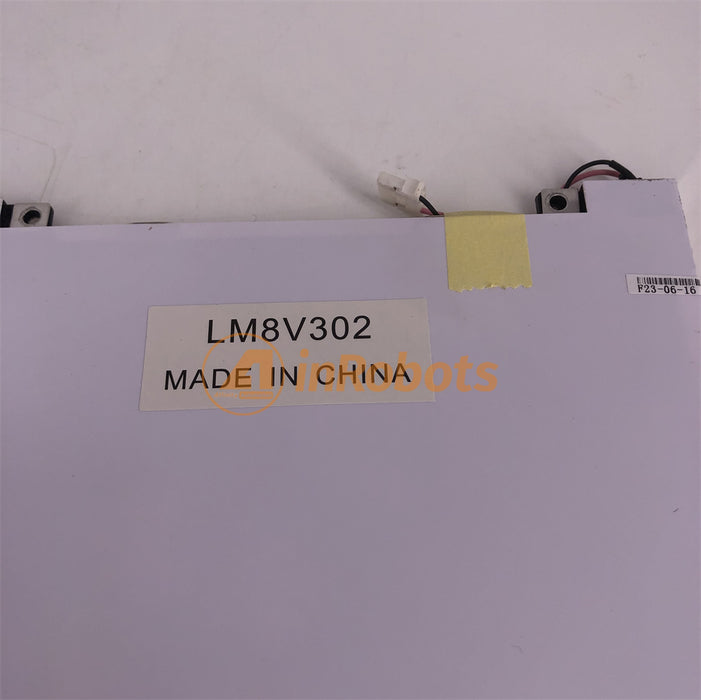 F23-06-16
LM8V302
MADE IN CHINA
inRobots